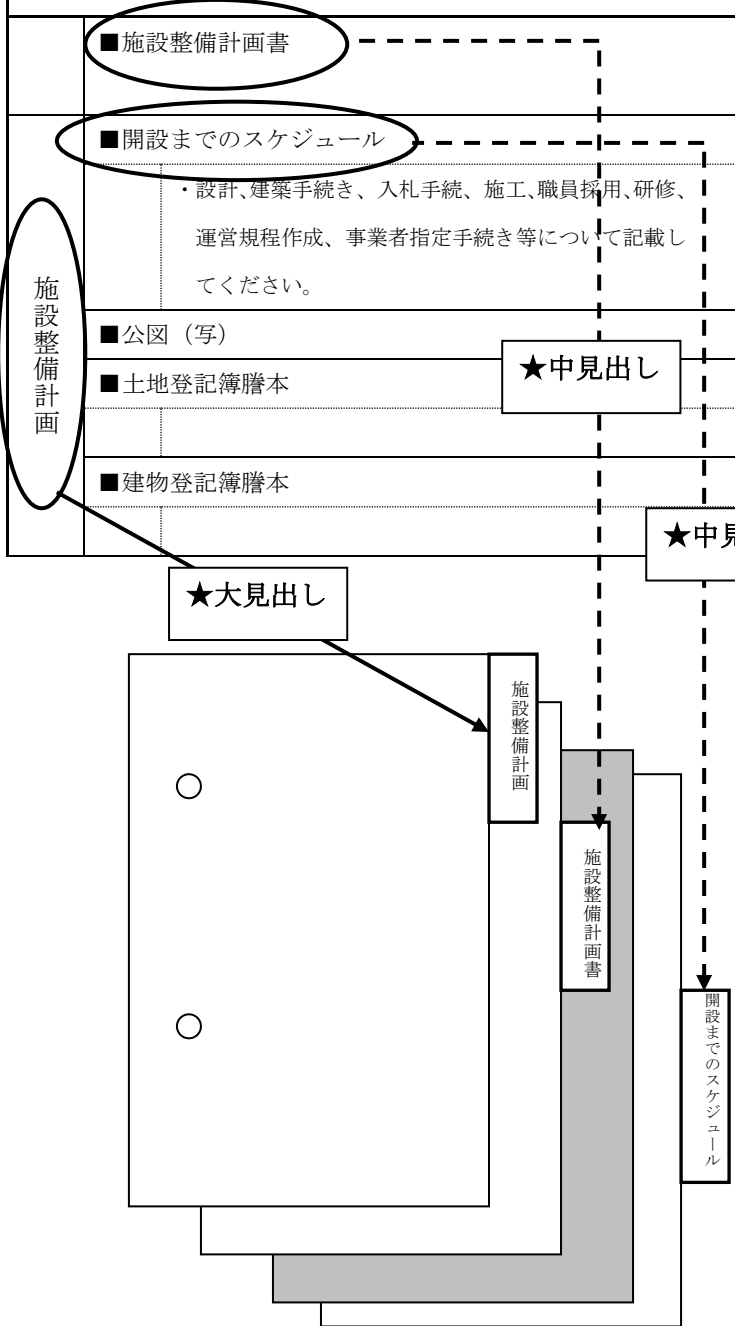 ■施設整備計画書
■開設までのスケジュール
・設計、建築手続き、入札手続、施工、職員採用、研修、
運営規程作成、事業者指定手続き等について記載し
てください。
施設整備計画
■公図（写）
★中見出し
■土地登記簿謄本
■建物登記簿謄本
★中見
★大見出し
施設整備計画
施設整備計画書
開設までのスケジュール